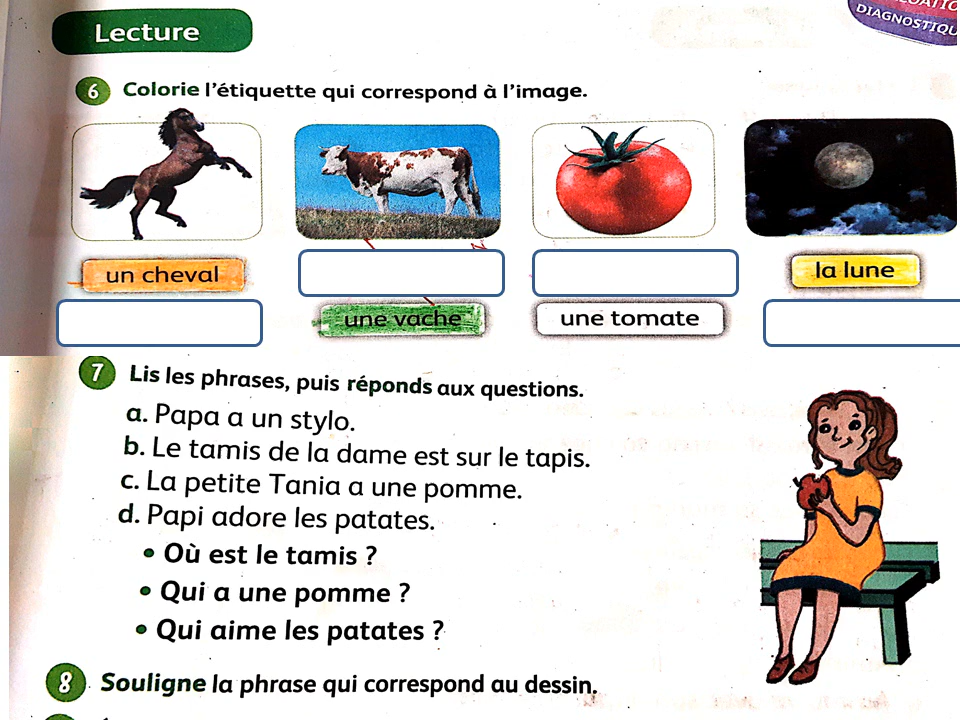 Lecture
DIAGNOSTIQU
6 Colorie l'étiquette qui correspond à l'image.
un cheval
la lune
une vache
une tomate
7 Lis les phrases, puis réponds aux questions.
a. Papa a un stylo.
b. Le tamis de la dame est sur le tapis.
c. La petite Tania a une pomme.
d. Papi adore les patates.
• Où est le tamis ?
• Qui a une pomme ?
• Qui aime les patates ?
8 Souligne la phrase qui correspond au dessin.